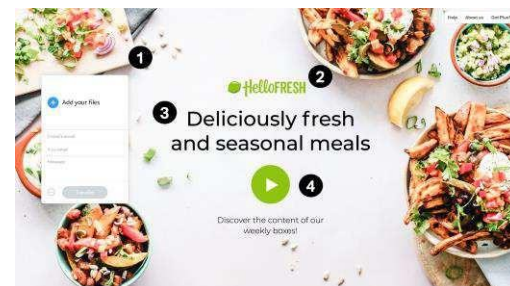 Help About us Got Plus?
1
2
HelloFRESH
Add your files
3
Deliciously fresh
and seasonal meals
4
Discover the content of our
weekly boxes!